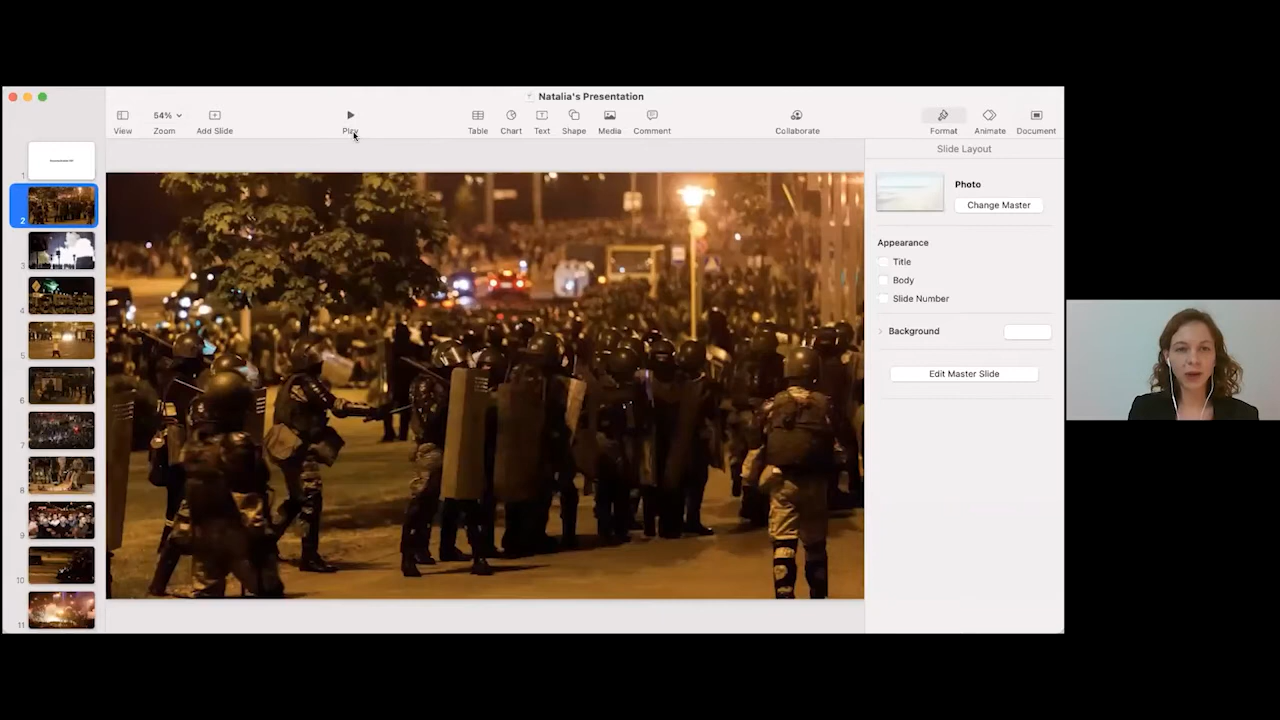 Natalia's Presentation
View
54%
Zoom
Add Slide
Play
Table
Chart
Text
Shape
Media
Comment
Collaborate
Format
Animate
Document
Slide Layout
Photo
Change Master
Appearance
Title
Body
Slide Number
Background
Edit Master Slide
1
2
3
4
5
6
7
8
9
10
11